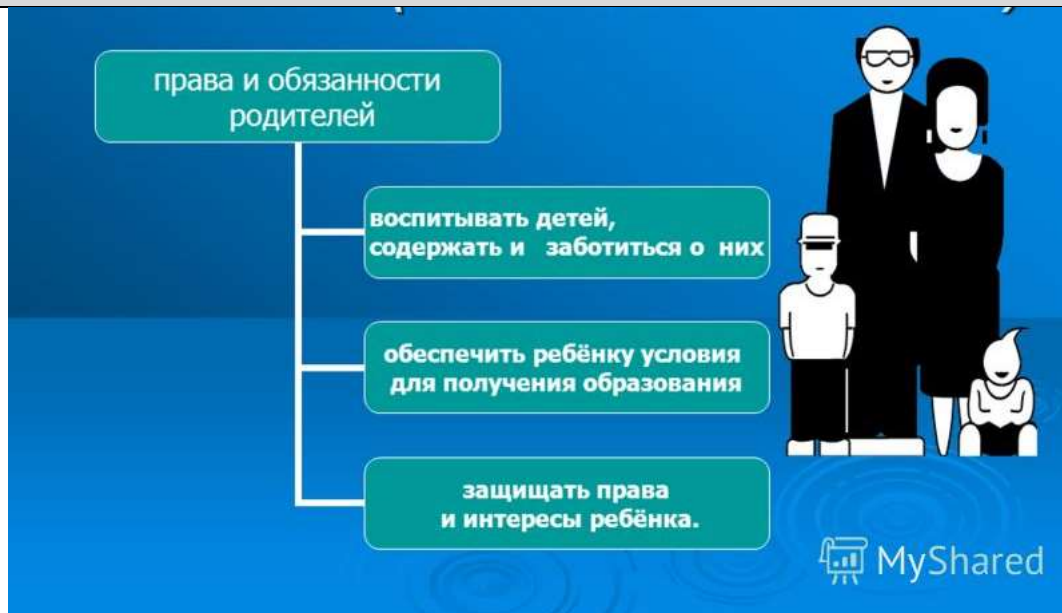 права и обязанности
родителей
воспитывать детей,
содержать и заботиться о них
обеспечить ребёнку условия
для получения образования
защищать права
и интересы ребёнка.
MyShared